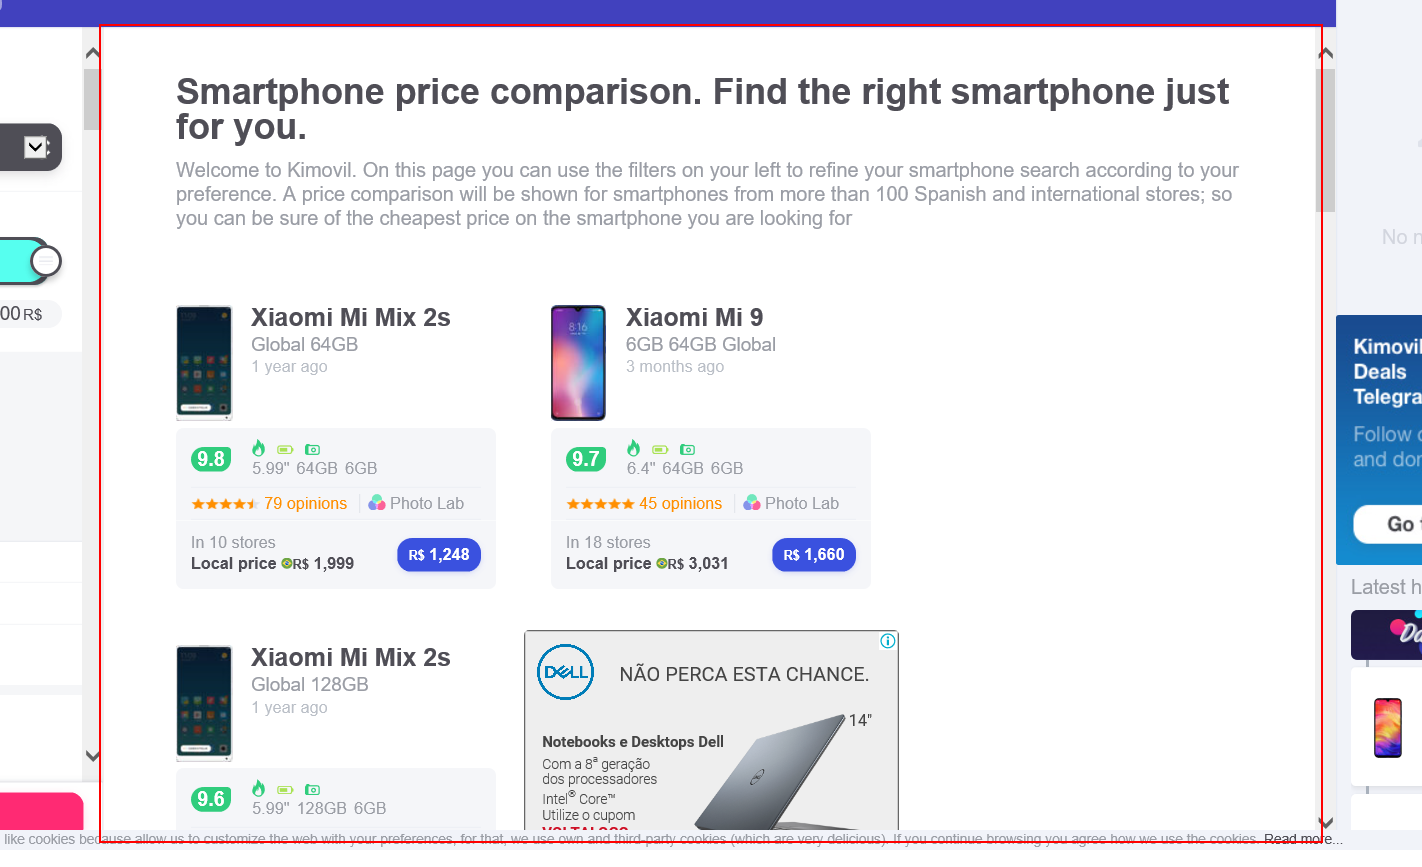 Smartphone price comparison. Find the right smartphone just
for you.
Welcome to Kimovil. On this page you can use the filters on your left to refine your smartphone search according to your
preference. A price comparison will be shown for smartphones from more than 100 Spanish and international stores; so
you can be sure of the cheapest price on the smartphone you are looking for
00 R$
No n
Xiaomi Mi Mix 2s
Global 64GB
1 year ago
9.8
5.99" 64GB 6GB
79 opinions
Photo Lab
In 10 stores
Local price R$ 1,999
R$ 1,248
Xiaomi Mi 9
6GB 64GB Global
3 months ago
8:16
9.7
6.4" 64GB 6GB
45 opinions
Photo Lab
In 18 stores
Local price R$ 3,031
R$ 1,660
Xiaomi Mi Mix 2s
Global 128GB
1 year ago
9.6
5.99" 128GB 6GB
DELL
NÃO PERCA ESTA CHANCE.
14"
Notebooks e Desktops Dell
Com a 8ª geração
dos processadores
Intel® Core™
Utilize o cupom
Kimovil
Deals
Telegra
Follow o
and don
Go t
Latest h
Da
like cookies because allow us to customize the web with your preferences, for that, we use own and third-party cookies (which are very delicious). If you continue browsing you agree how we use the cookies. Read more...